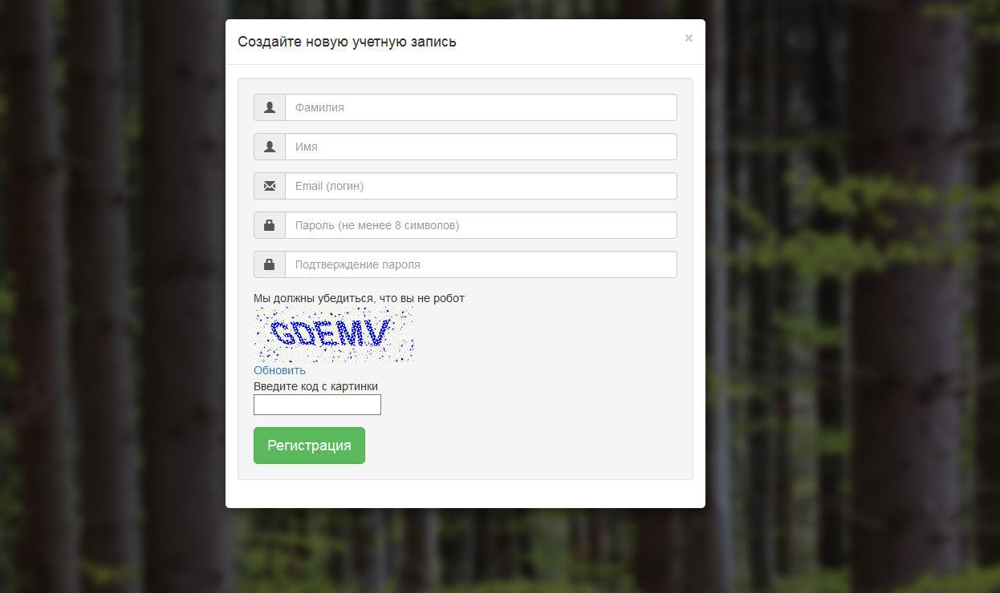 Создайте новую учетную запись
×
Фамилия
Имя
Email (логин)
Пароль (не менее 8 символов)
Подтверждение пароля
Мы должны убедиться, что вы не робот
Обновить
Введите код с картинки
Регистрация